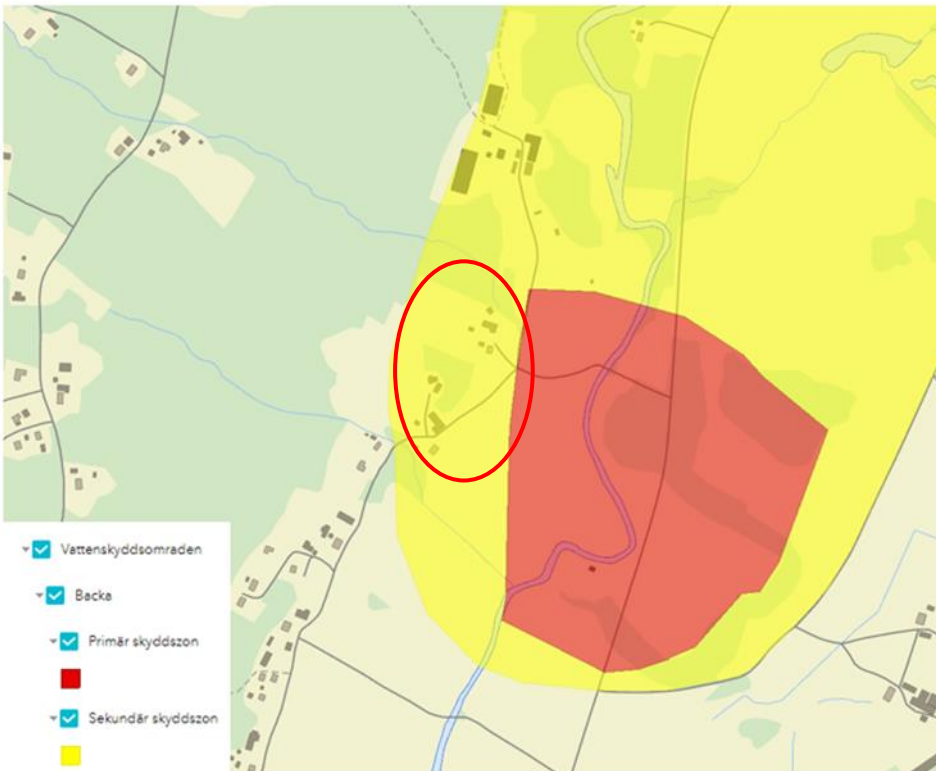 Vattenskyddsomraden
Backa
Primär skyddszon
Sekundär skyddszon